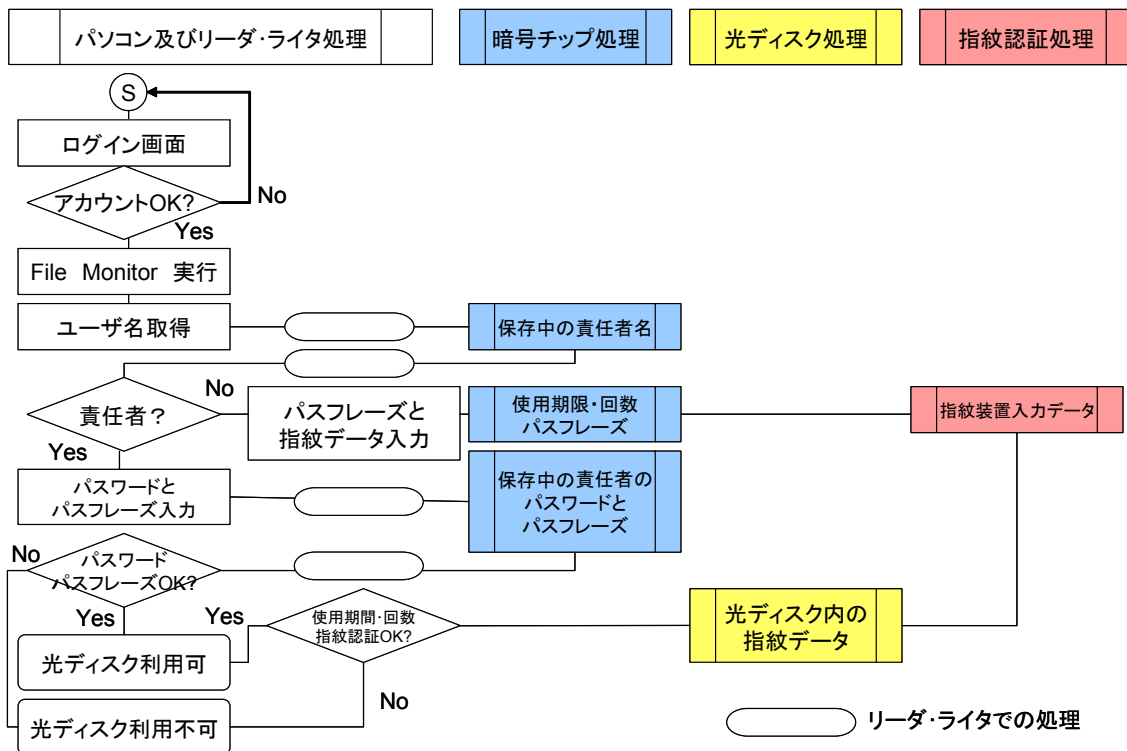 パソコン及びリーダ・ライタ処理
暗号チップ処理
光ディスク処理
指紋認証処理
S
ログイン画面
アカウントOK?
No
Yes
File Monitor 実行
ユーザ名取得
保存中の責任者名
責任者？
No
Yes
パスフレーズと
指紋データ入力
使用期限・回数
パスフレーズ
指紋装置入力データ
パスワードと
パスフレーズ入力
保存中の責任者の
パスワードと
パスフレーズ
No
パスワード
パスフレーズOK?
Yes
Yes
使用期間・回数
指紋認証OK?
光ディスク内の
指紋データ
光ディスク利用可
No
光ディスク利用不可
リーダ・ライタでの処理